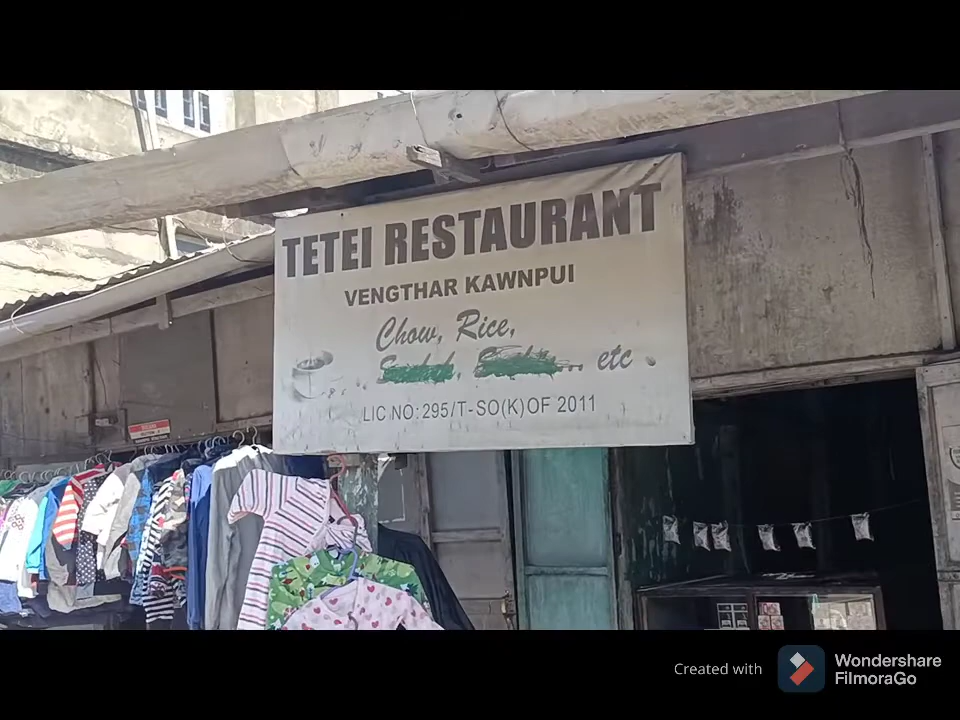 TETEI RESTAURANT
VENGTHAR KAWNPUI
Chow, Rice,
etc
LIC NO: 295/T-SO(K)OF 2011
Created with
Wondershare
FilmoraGo